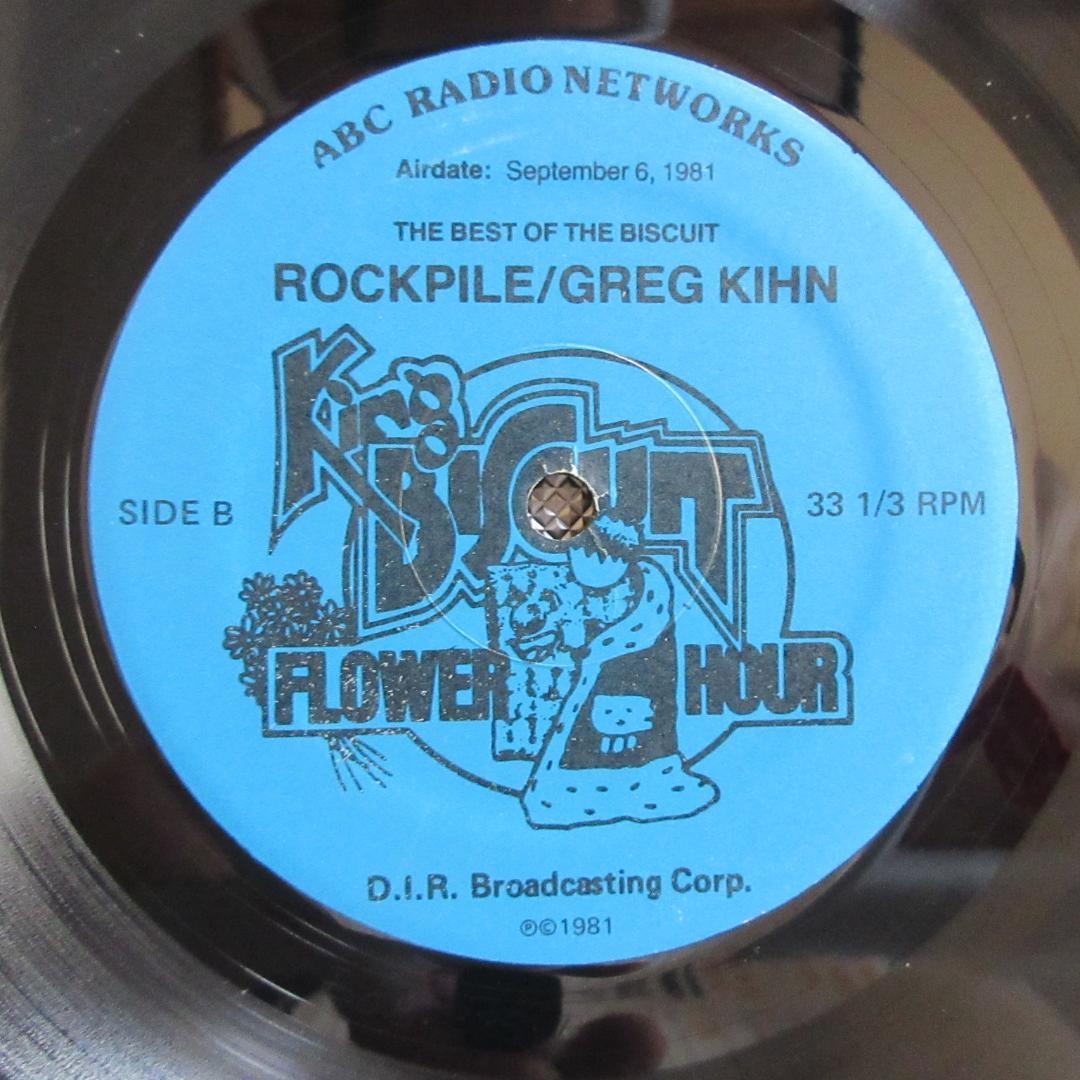 ABC RADIO NETWORKS
Airdate: September 6, 1981
THE BEST OF THE BISCUIT
ROCKPILE/GREG KIHN
King
BISCUIT
SIDE B
33 1/3 RPM
FLOWER HOUR
D.I.R. Broadcasting Corp.
℗©1981